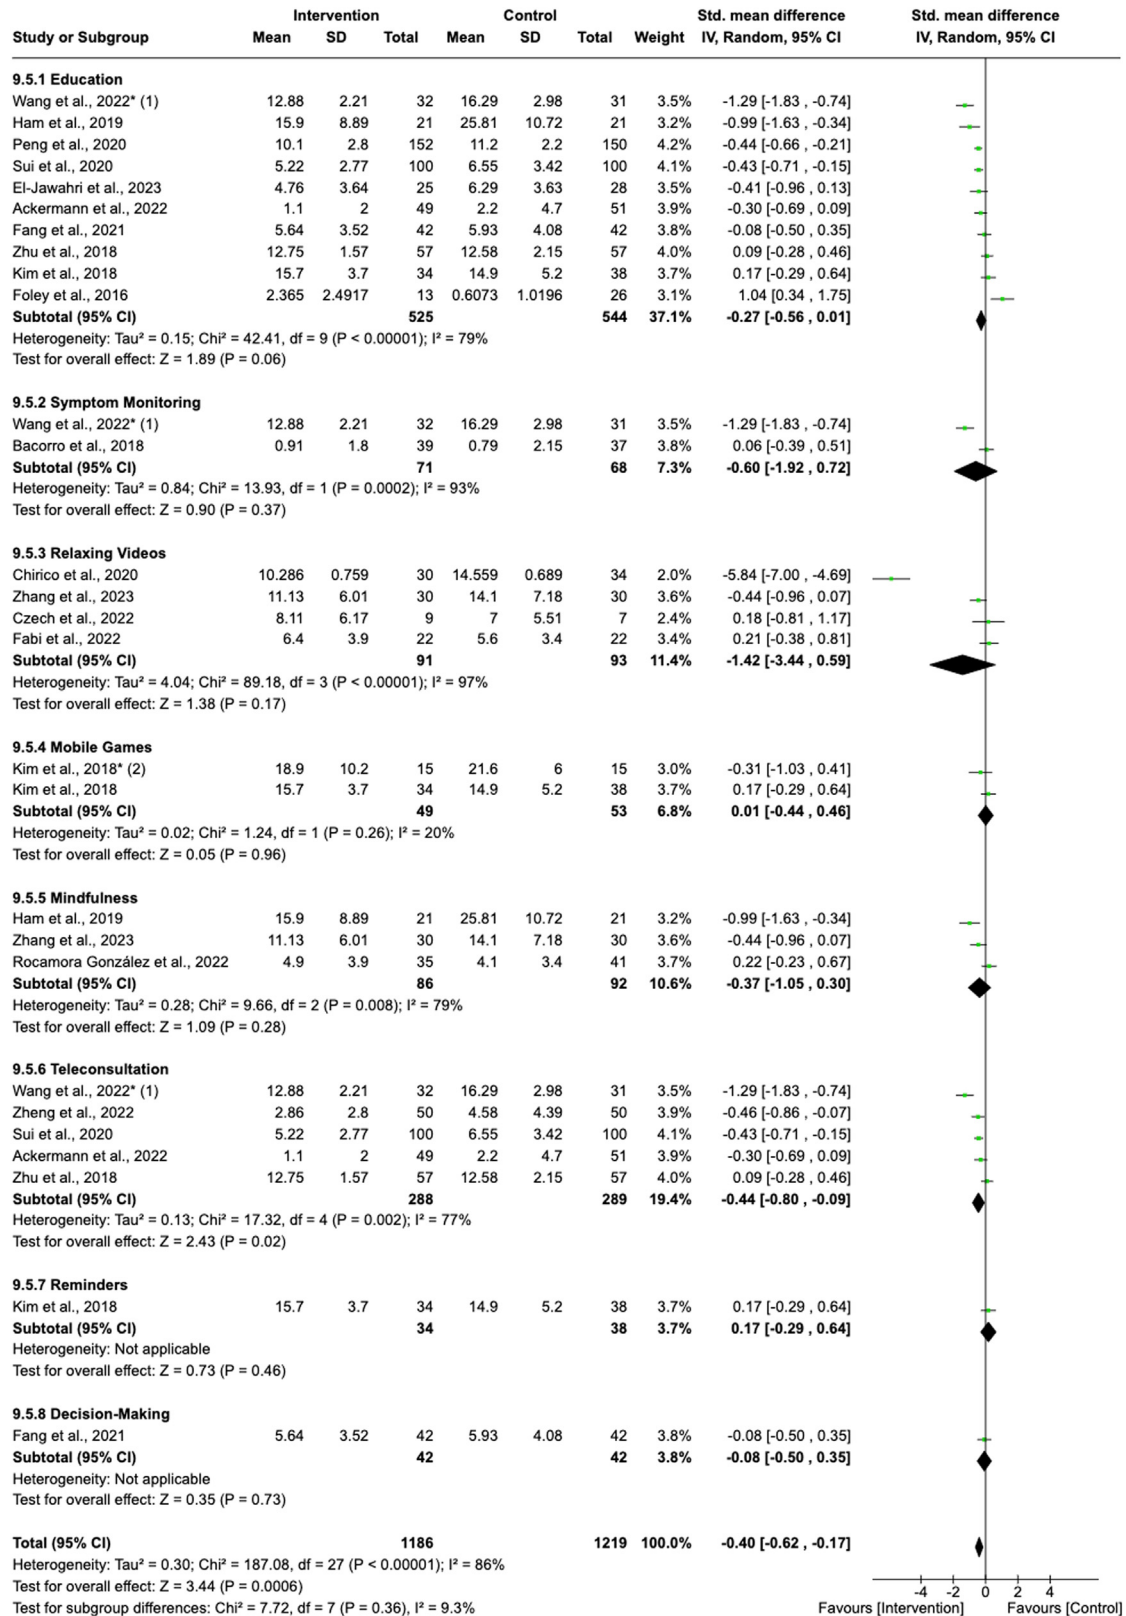 Intervention Control Std. mean difference Std. mean difference
Study or Subgroup Mean SD Total Mean SD Total Weight IV, Random, 95% CI IV, Random, 95% CI
9.5.1 Education
Wang et al., 2022* (1) 12.88 2.21 32 16.29 2.98 31 3.5% -1.29 [-1.83 , -0.74]
Ham et al., 2019 15.9 8.89 21 25.81 10.72 21 3.2% -0.99 [-1.63 , -0.34]
Peng et al., 2020 10.1 2.8 152 11.2 2.2 150 4.2% -0.44 [-0.66 , -0.21]
Sui et al., 2020 5.22 2.77 100 6.55 3.42 100 4.1% -0.43 [-0.71 , -0.15]
El-Jawahri et al., 2023 4.76 3.64 25 6.29 3.63 28 3.5% -0.41 [-0.96 , 0.13]
Ackermann et al., 2022 1.1 2 49 2.2 4.7 51 3.9% -0.30 [-0.69 , 0.09]
Fang et al., 2021 5.64 3.52 42 5.93 4.08 42 3.8% -0.08 [-0.50 , 0.35]
Zhu et al., 2018 12.75 1.57 57 12.58 2.15 57 4.0% 0.09 [-0.28 , 0.46]
Kim et al., 2018 15.7 3.7 34 14.9 5.2 38 3.7% 0.17 [-0.29 , 0.64]
Foley et al., 2016 2.365 2.4917 13 0.6073 1.0196 26 3.1% 1.04 [0.34 , 1.75]
Subtotal (95% CI) 525 544 37.1% -0.27 [-0.56 , 0.01]
Heterogeneity: Tau² = 0.15; Chi² = 42.41, df = 9 (P < 0.00001); I² = 79%
Test for overall effect: Z = 1.89 (P = 0.06)
9.5.2 Symptom Monitoring
Wang et al., 2022* (1) 12.88 2.21 32 16.29 2.98 31 3.5% -1.29 [-1.83 , -0.74]
Bacorro et al., 2018 0.91 1.8 39 0.79 2.15 37 3.8% 0.06 [-0.39 , 0.51]
Subtotal (95% CI) 71 68 7.3% -0.60 [-1.92 , 0.72]
Heterogeneity: Tau² = 0.84; Chi² = 13.93, df = 1 (P = 0.0002); I² = 93%
Test for overall effect: Z = 0.90 (P = 0.37)
9.5.3 Relaxing Videos
Chirico et al., 2020 10.286 0.759 30 14.559 0.689 34 2.0% -5.84 [-7.00 , -4.69]
Zhang et al., 2023 11.13 6.01 30 14.1 7.18 30 3.6% -0.44 [-0.96 , 0.07]
Czech et al., 2022 8.11 6.17 9 7 5.51 7 2.4% 0.18 [-0.81 , 1.17]
Fabi et al., 2022 6.4 3.9 22 5.6 3.4 22 3.4% 0.21 [-0.38 , 0.81]
Subtotal (95% CI) 91 93 11.4% -1.42 [-3.44 , 0.59]
Heterogeneity: Tau² = 4.04; Chi² = 89.18, df = 3 (P < 0.00001); I² = 97%
Test for overall effect: Z = 1.38 (P = 0.17)
9.5.4 Mobile Games
Kim et al., 2018* (2) 18.9 10.2 15 21.6 6 15 3.0% -0.31 [-1.03 , 0.41]
Kim et al., 2018 15.7 3.7 34 14.9 5.2 38 3.7% 0.17 [-0.29 , 0.64]
Subtotal (95% CI) 49 53 6.8% 0.01 [-0.44 , 0.46]
Heterogeneity: Tau² = 0.02; Chi² = 1.24, df = 1 (P = 0.26); I² = 20%
Test for overall effect: Z = 0.05 (P = 0.96)
9.5.5 Mindfulness
Ham et al., 2019 15.9 8.89 21 25.81 10.72 21 3.2% -0.99 [-1.63 , -0.34]
Zhang et al., 2023 11.13 6.01 30 14.1 7.18 30 3.6% -0.44 [-0.96 , 0.07]
Rocamora González et al., 2022 4.9 3.9 35 4.1 3.4 41 3.7% 0.22 [-0.23 , 0.67]
Subtotal (95% CI) 86 92 10.6% -0.37 [-1.05 , 0.30]
Heterogeneity: Tau² = 0.28; Chi² = 9.66, df = 2 (P = 0.008); I² = 79%
Test for overall effect: Z = 1.09 (P = 0.28)
9.5.6 Teleconsultation
Wang et al., 2022* (1) 12.88 2.21 32 16.29 2.98 31 3.5% -1.29 [-1.83 , -0.74]
Zheng et al., 2022 2.86 2.8 50 4.58 4.39 50 3.9% -0.46 [-0.86 , -0.07]
Sui et al., 2020 5.22 2.77 100 6.55 3.42 100 4.1% -0.43 [-0.71 , -0.15]
Ackermann et al., 2022 1.1 2 49 2.2 4.7 51 3.9% -0.30 [-0.69 , 0.09]
Zhu et al., 2018 12.75 1.57 57 12.58 2.15 57 4.0% 0.09 [-0.28 , 0.46]
Subtotal (95% CI) 288 289 19.4% -0.44 [-0.80 , -0.09]
Heterogeneity: Tau² = 0.13; Chi² = 17.32, df = 4 (P = 0.002); I² = 77%
Test for overall effect: Z = 2.43 (P = 0.02)
9.5.7 Reminders
Kim et al., 2018 15.7 3.7 34 14.9 5.2 38 3.7% 0.17 [-0.29 , 0.64]
Subtotal (95% CI) 34 38 3.7% 0.17 [-0.29 , 0.64]
Heterogeneity: Not applicable
Test for overall effect: Z = 0.73 (P = 0.46)
9.5.8 Decision-Making
Fang et al., 2021 5.64 3.52 42 5.93 4.08 42 3.8% -0.08 [-0.50 , 0.35]
Subtotal (95% CI) 42 42 3.8% -0.08 [-0.50 , 0.35]
Heterogeneity: Not applicable
Test for overall effect: Z = 0.35 (P = 0.73)
Total (95% CI) 1186 1219 100.0% -0.40 [-0.62 , -0.17]
Heterogeneity: Tau² = 0.30; Chi² = 187.08, df = 27 (P < 0.00001); I² = 86%
Test for overall effect: Z = 3.44 (P = 0.0006)
-4 -2 0 2 4
Test for subgroup differences: Chi² = 7.72, df = 7 (P = 0.36), I² = 9.3%
Favours [Intervention] Favours [Control]